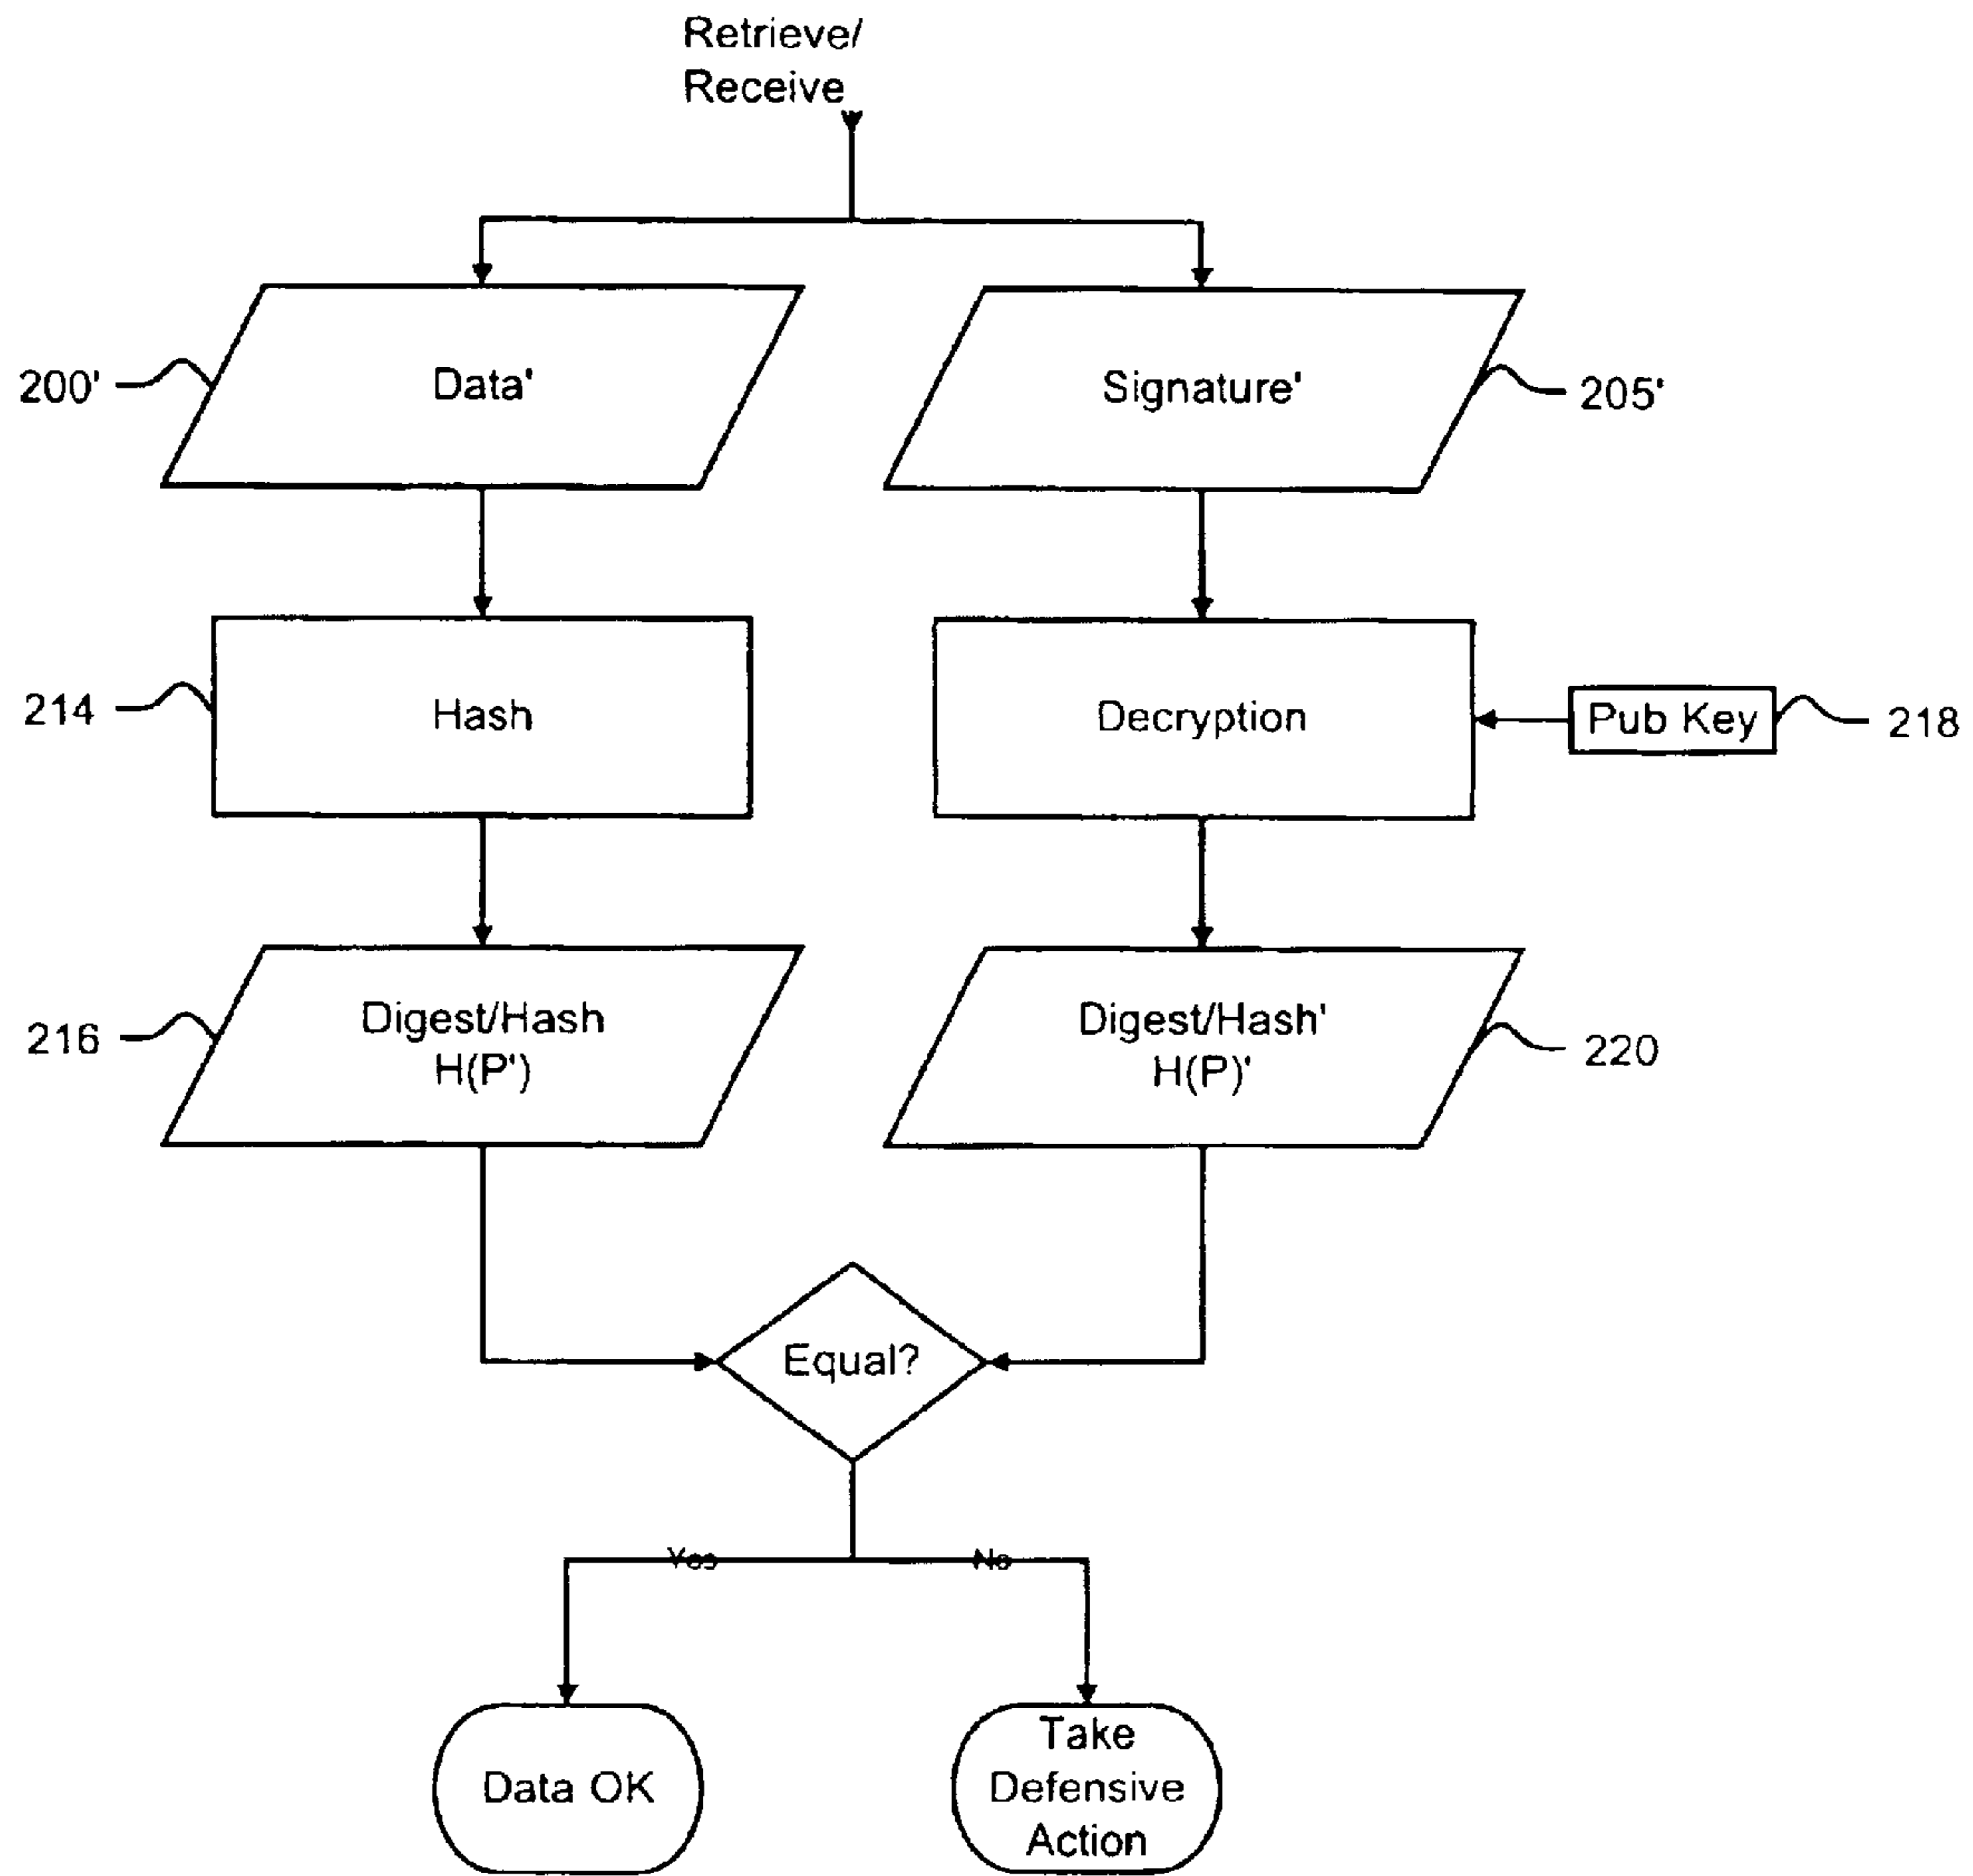 Retrieve/
Receive
200'
Data'
Signature'
205'
214
Hash
Decryption
Pub Key
218
216
Digest/Hash
H(P')
Digest/Hash'
H(P)'
220
Equal?
Yes
No
Data OK
Take
Defensive
Action